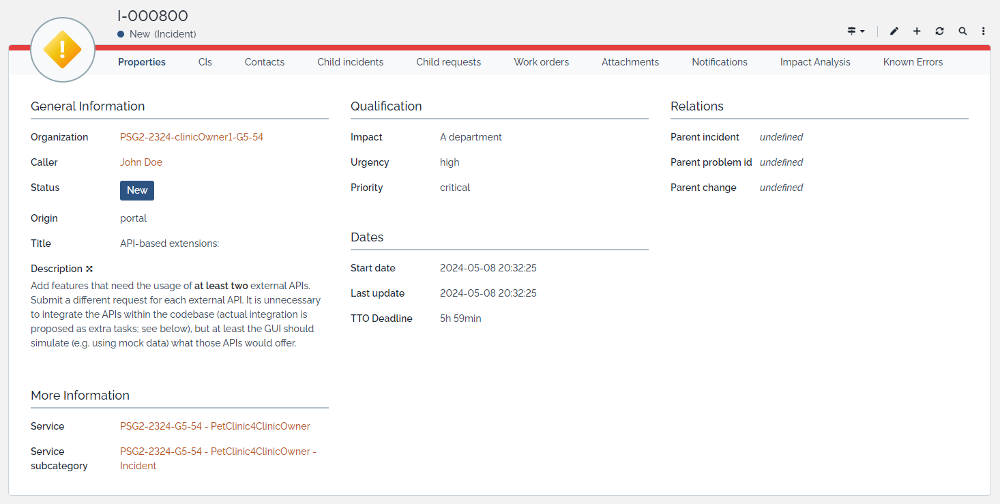 I-000800
New (Incident)
Properties
CIs
Contacts
Child incidents
Child requests
Work orders
Attachments
Notifications
Impact Analysis
Known Errors
General Information
Organization PSG2-2324-clinicOwner1-G5-54
Caller John Doe
Status New
Origin portal
Title API-based extensions:
Description
Add features that need the usage of at least two external APIs.
Submit a different request for each external API. It is unnecessary
to integrate the APIs within the codebase (actual integration is
proposed as extra tasks; see below), but at least the GUI should
simulate (e.g. using mock data) what those APIs would offer.
More Information
Service PSG2-2324-G5-54 - PetClinic4ClinicOwner
Service
subcategory
PSG2-2324-G5-54 - PetClinic4ClinicOwner -
Incident
Qualification
Impact A department
Urgency high
Priority critical
Dates
Start date 2024-05-08 20:32:25
Last update 2024-05-08 20:32:25
TTO Deadline 5h 59min
Relations
Parent incident undefined
Parent problem id undefined
Parent change undefined